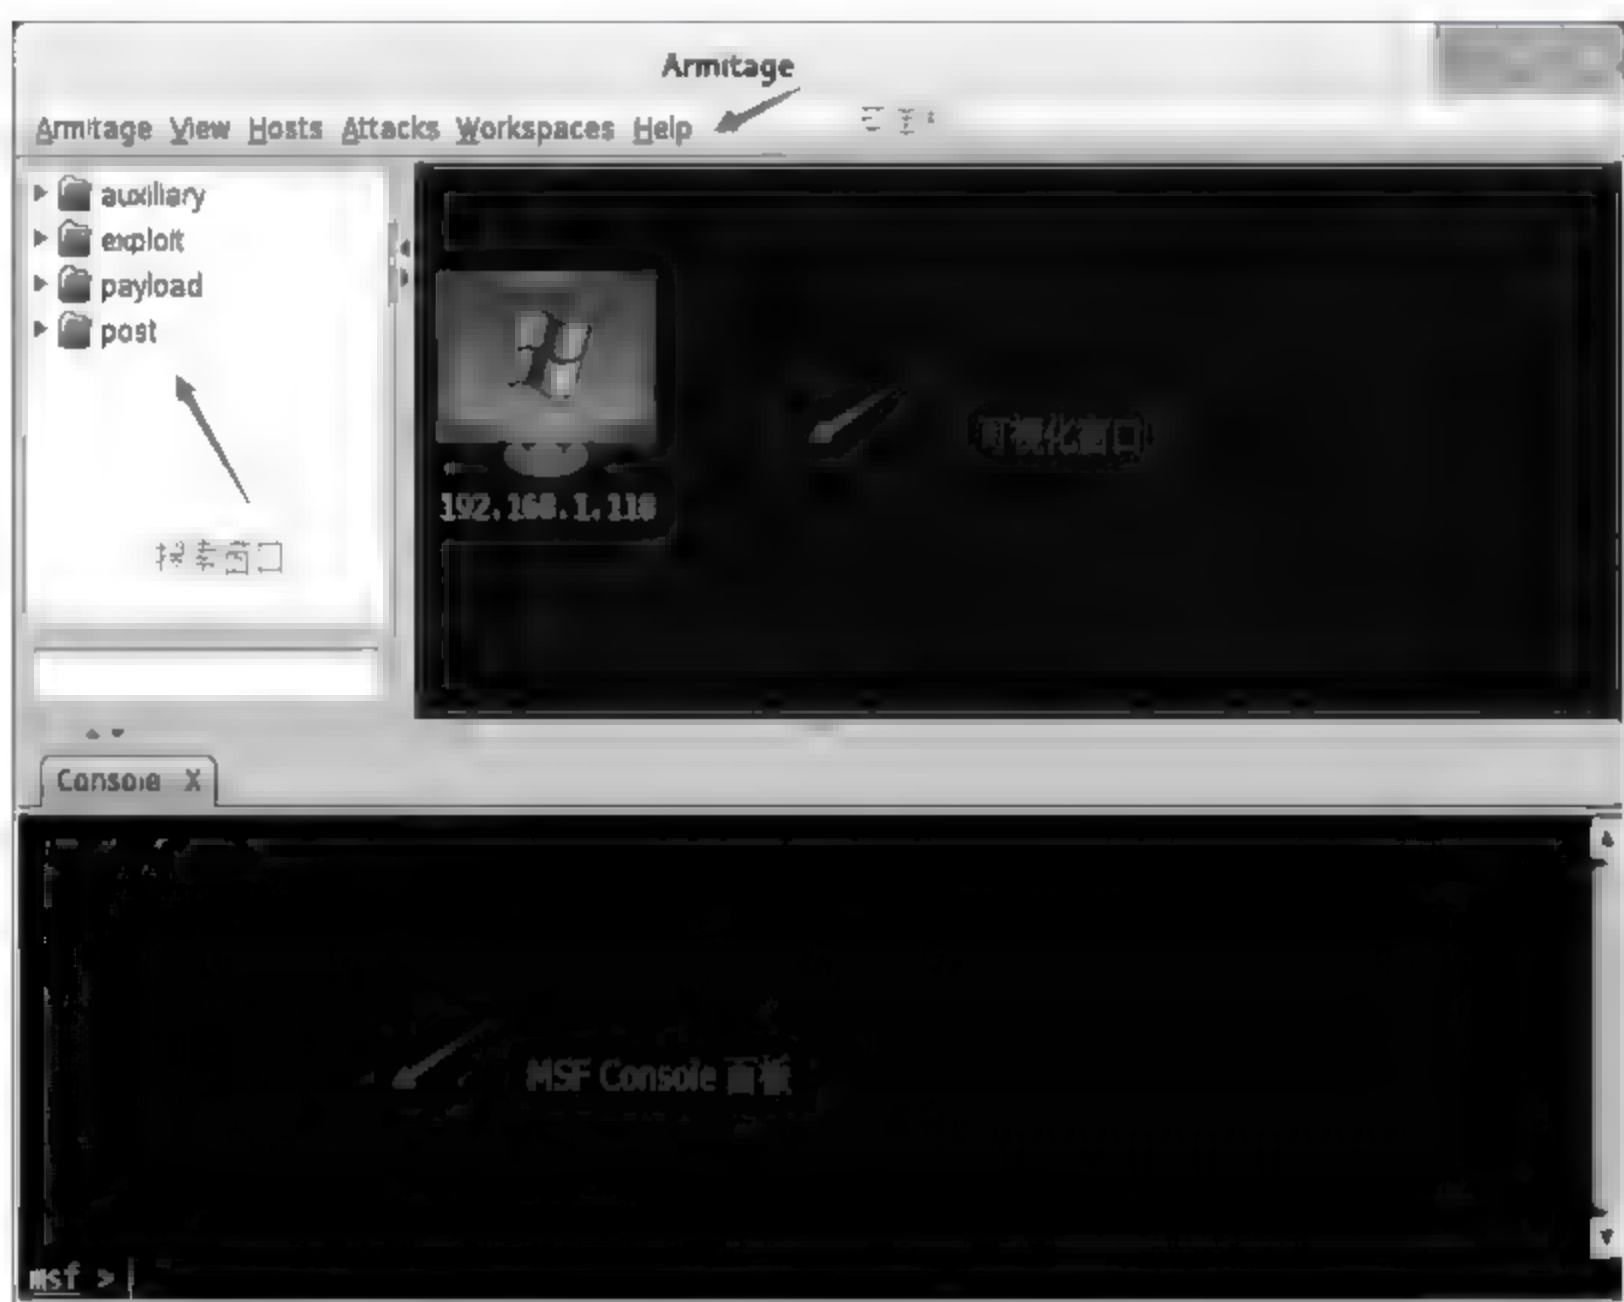 Armitage
Armitage View Hosts Attacks Workspaces Help
auxiliary
exploit
payload
post
可视化窗口
192.168.1.118
Console X
MSF Console 面板
msf >